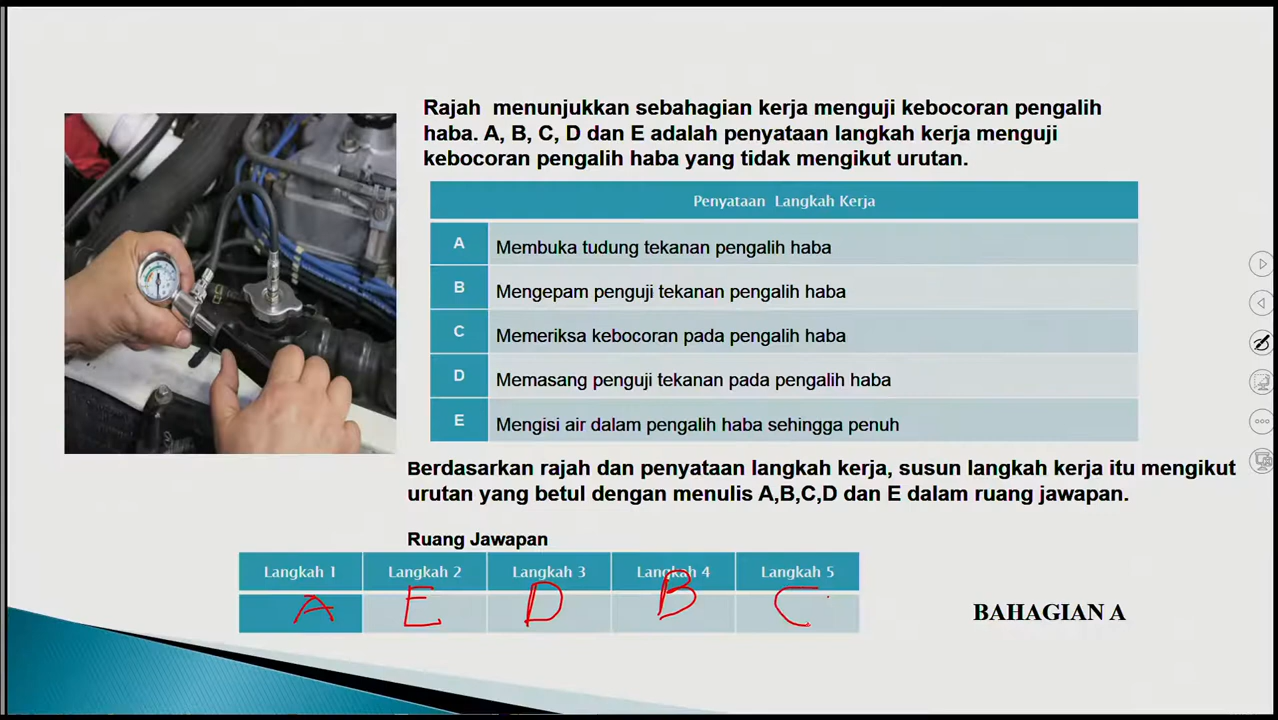 Rajah menunjukkan sebahagian kerja menguji kebocoran pengalih
haba. A, B, C, D dan E adalah penyataan langkah kerja menguji
kebocoran pengalih haba yang tidak mengikut urutan.
Penyataan Langkah Kerja
A Membuka tudung tekanan pengalih haba
B Mengepam penguji tekanan pengalih haba
C Memeriksa kebocoran pada pengalih haba
D Memasang penguji tekanan pada pengalih haba
E Mengisi air dalam pengalih haba sehingga penuh
Berdasarkan rajah dan penyataan langkah kerja, susun langkah kerja itu mengikut
urutan yang betul dengan menulis A,B,C,D dan E dalam ruang jawapan.
Ruang Jawapan
Langkah 1 Langkah 2 Langkah 3 Langkah 4 Langkah 5
A E D B C
BAHAGIAN A